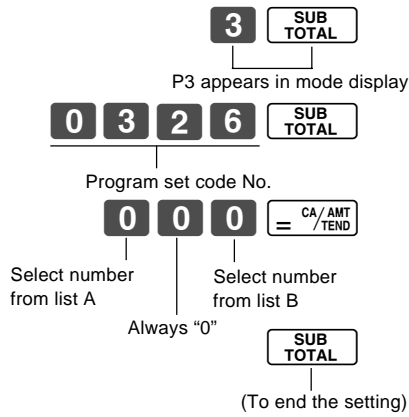 3 SUB TOTAL
P3 appears in mode display
0 3 2 6 SUB TOTAL
Program set code No.
0 0 0 = CA/AMT/TEND
Select number from list A
Select number from list B
Always "0"
SUB TOTAL
(To end the setting)